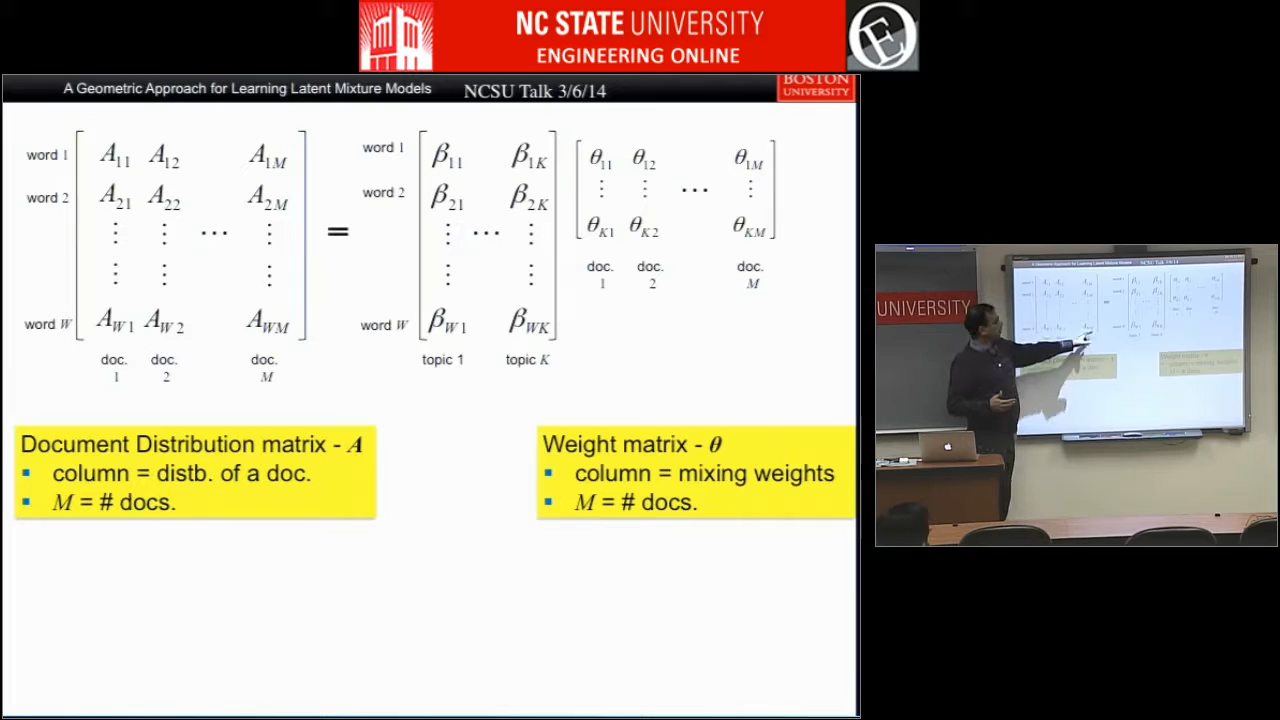 NC STATE UNIVERSITY
ENGINEERING ONLINE
A Geometric Approach for Learning Latent Mixture Models NCSU Talk 3/6/14
BOSTON
UNIVERSITY
word 1 A11 A12 A1M
word 2 A21 A22 A2M
⋮ ⋮ ⋯ ⋮
⋮ ⋮ ⋮
word W AW1 AW2 AWM
doc. doc. doc.
1 2 M
=
word 1 β11 β1K
word 2 β21 β2K
⋮ ⋯ ⋮
⋮ ⋮
word W βW1 βWK
topic 1 topic K
θ11 θ12 θ1M
⋮ ⋮ ⋯ ⋮
θK1 θK2 θKM
doc. doc. doc.
1 2 M
Document Distribution matrix - A
▪ column = distb. of a doc.
▪ M = # docs.
Weight matrix - θ
▪ column = mixing weights
▪ M = # docs.
UNIVERSITY